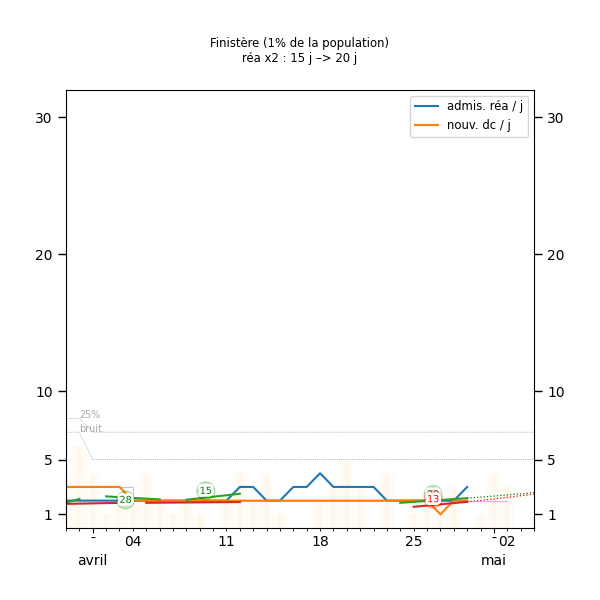 Finistère (1% de la population)
réa x2 : 15 j –> 20 j
admis. réa / j
nouv. dc / j
30
30
20
20
10
10
25%
bruit
5
5
15
28
13
1
1
04
11
18
25
02
avril
mai